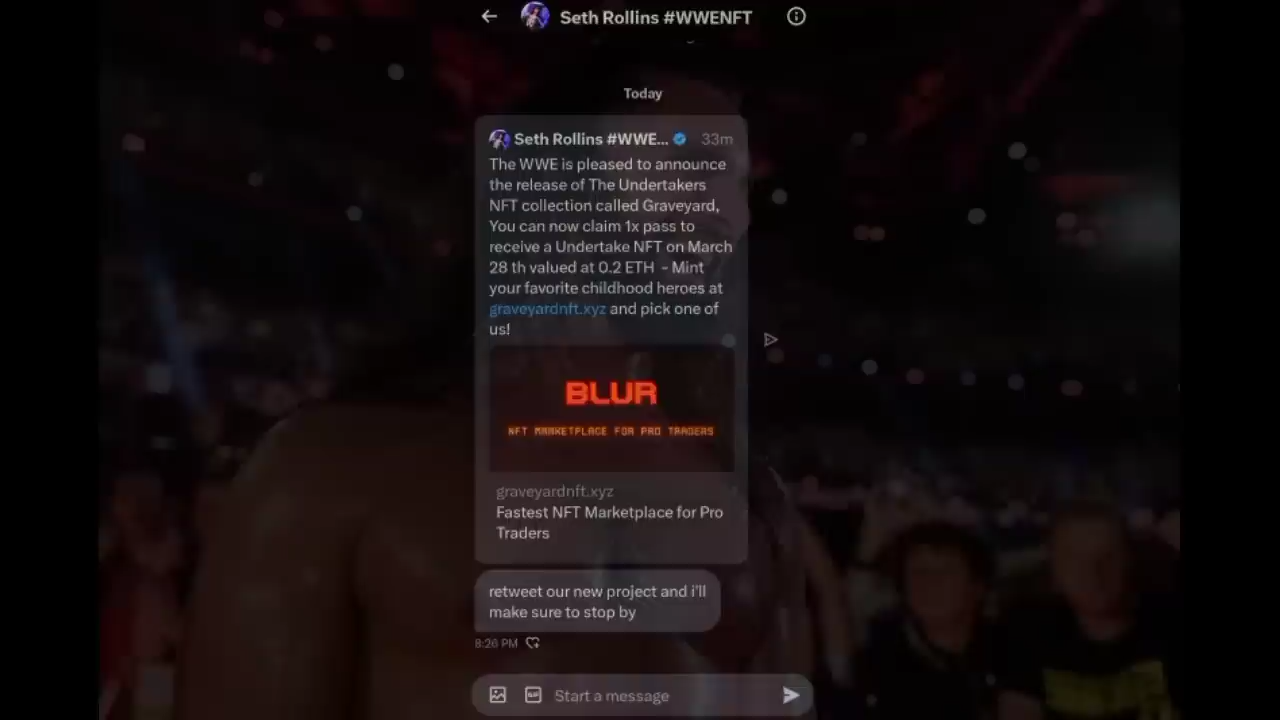 Seth Rollins #WWENFT
Today
Seth Rollins #WWE... 33m
The WWE is pleased to announce
the release of The Undertakers
NFT collection called Graveyard,
You can now claim 1x pass to
receive a Undertake NFT on March
28 th valued at 0.2 ETH - Mint
your favorite childhood heroes at
graveyardnft.xyz and pick one of
us!
BLUR
NFT MARKETPLACE FOR PRO TRADERS
graveyardnft.xyz
Fastest NFT Marketplace for Pro
Traders
retweet our new project and i'll
make sure to stop by
8:26 PM
GIF
Start a message